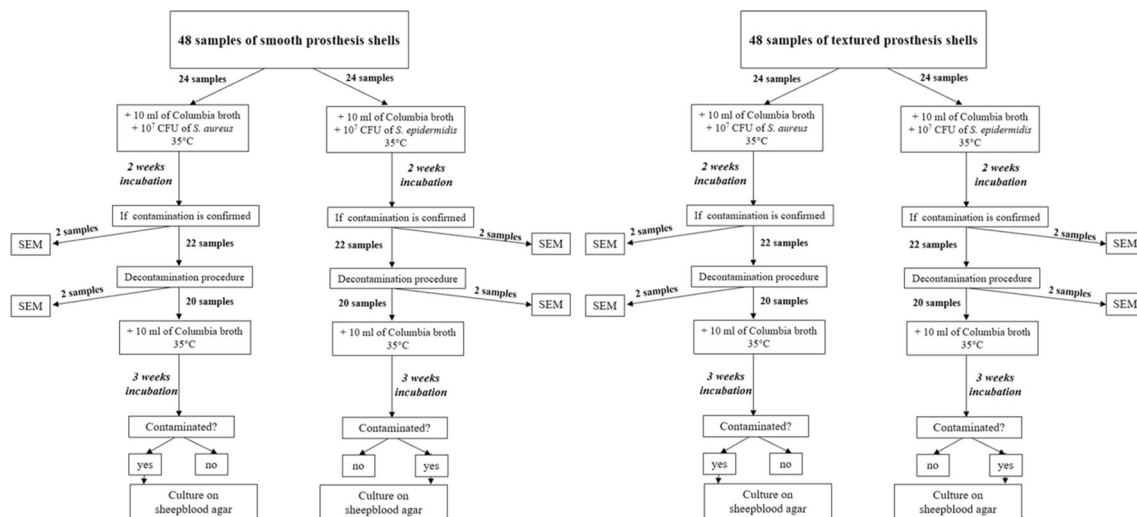 48 samples of smooth prosthesis shells
24 samples
24 samples
+ 10 ml of Columbia broth
+ 10⁷ CFU of S. aureus
35°C
+ 10 ml of Columbia broth
+ 10⁷ CFU of S. epidermidis
35°C
2 weeks
incubation
2 weeks
incubation
If contamination is confirmed
If contamination is confirmed
2 samples
SEM
22 samples
22 samples
2 samples
SEM
Decontamination procedure
Decontamination procedure
2 samples
SEM
20 samples
20 samples
2 samples
SEM
+ 10 ml of Columbia broth
35°C
+ 10 ml of Columbia broth
35°C
3 weeks
incubation
3 weeks
incubation
Contaminated?
Contaminated?
yes
no
no
yes
Culture on
sheepblood agar
Culture on
sheepblood agar
48 samples of textured prosthesis shells
24 samples
24 samples
+ 10 ml of Columbia broth
+ 10⁷ CFU of S. aureus
35°C
+ 10 ml of Columbia broth
+ 10⁷ CFU of S. epidermidis
35°C
2 weeks
incubation
2 weeks
incubation
If contamination is confirmed
If contamination is confirmed
2 samples
SEM
22 samples
22 samples
2 samples
SEM
Decontamination procedure
Decontamination procedure
2 samples
SEM
20 samples
20 samples
2 samples
SEM
+ 10 ml of Columbia broth
35°C
+ 10 ml of Columbia broth
35°C
3 weeks
incubation
3 weeks
incubation
Contaminated?
Contaminated?
yes
no
no
yes
Culture on
sheepblood agar
Culture on
sheepblood agar